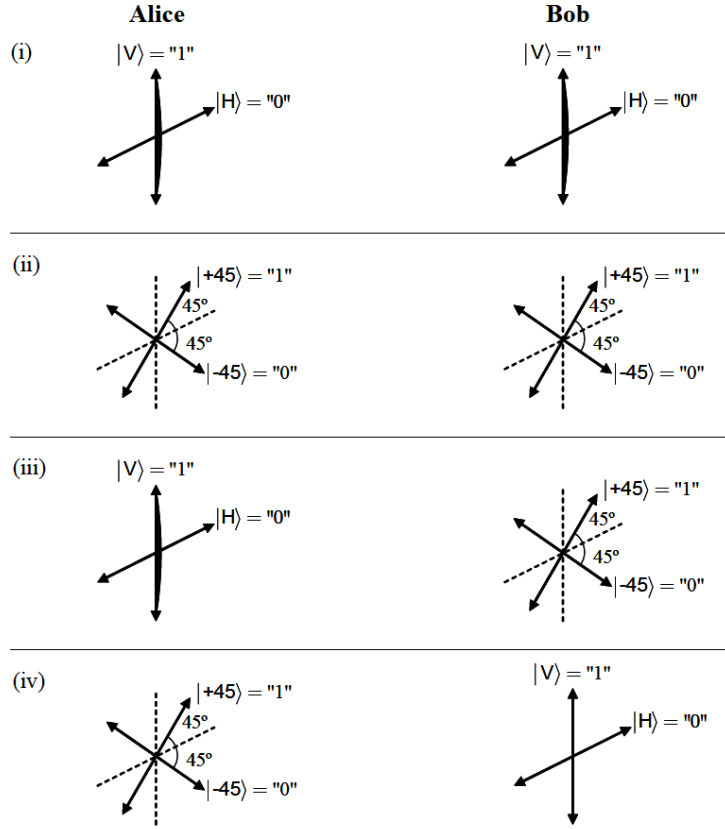 Alice Bob
(i)
|V⟩ = "1" |V⟩ = "1"
|H⟩ = "0" |H⟩ = "0"
(ii)
|+45⟩ = "1" |+45⟩ = "1"
45º 45º
45º 45º
|-45⟩ = "0" |-45⟩ = "0"
(iii)
|V⟩ = "1" |+45⟩ = "1"
|H⟩ = "0" 45º
45º
|-45⟩ = "0"
(iv)
|V⟩ = "1"
|+45⟩ = "1"
45º |H⟩ = "0"
45º
|-45⟩ = "0"